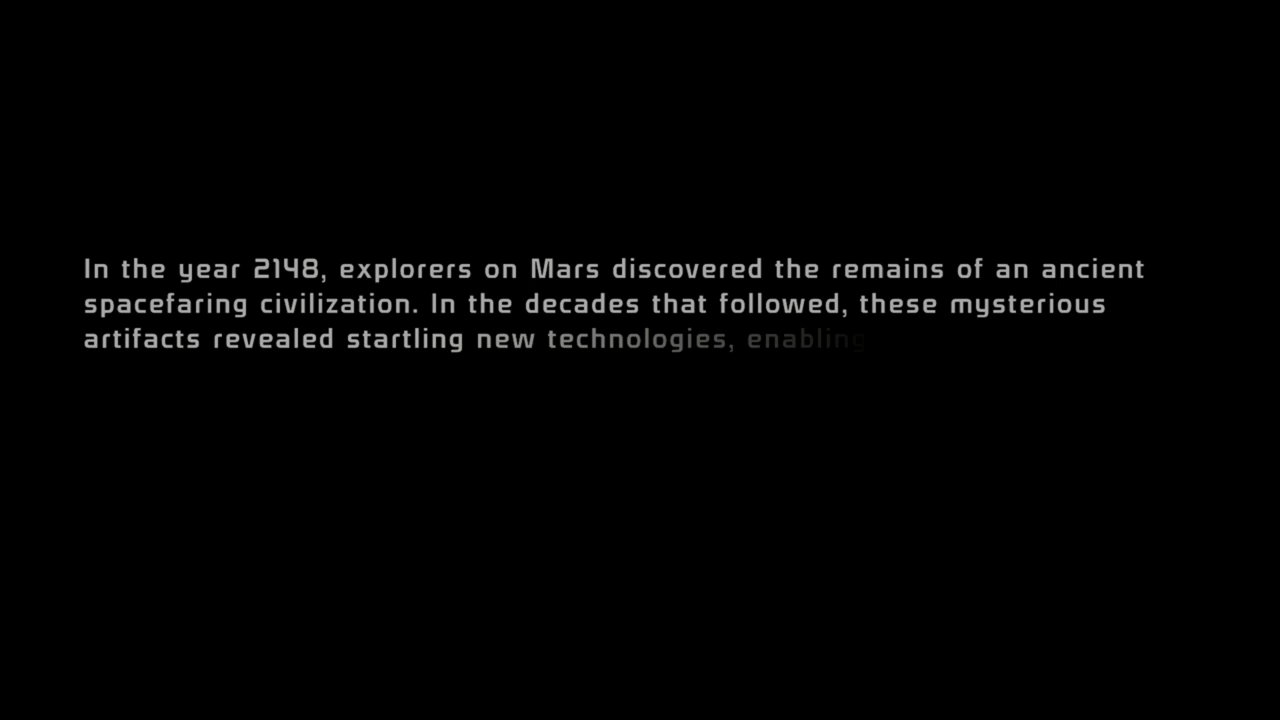 In the year 2148, explorers on Mars discovered the remains of an ancient
spacefaring civilization. In the decades that followed, these mysterious
artifacts revealed startling new technologies, enabling